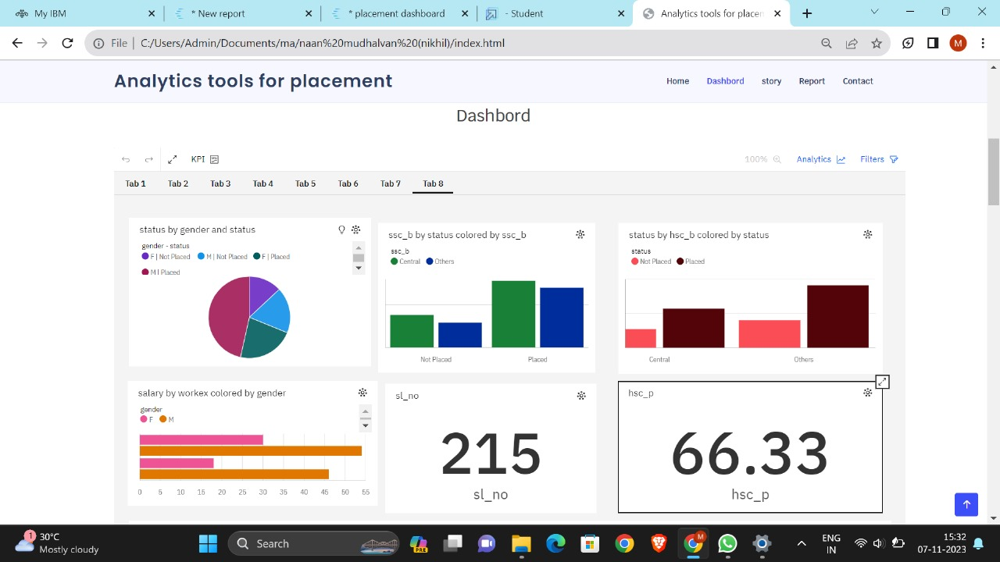 My IBM
* New report
* placement dashboard
- Student
Analytics tools for placem
File
C:/Users/Admin/Documents/ma/naan%20mudhalvan%20(nikhil)/index.html
M
Analytics tools for placement
Home
Dashbord
story
Report
Contact
Dashbord
KPI
100%
Analytics
Filters
Tab 1
Tab 2
Tab 3
Tab 4
Tab 5
Tab 6
Tab 7
Tab 8
status by gender and status
gender - status
F | Not Placed
M | Not Placed
F | Placed
M | Placed
ssc_b by status colored by ssc_b
ssc_b
Central
Others
Not Placed
Placed
status by hsc_b colored by status
status
Not Placed
Placed
Central
Others
salary by workex colored by gender
gender
F
M
0 5 10 15 20 25 30 35 40 45 50 55
sl_no
215
sl_no
hsc_p
66.33
hsc_p
1
30°C
Mostly cloudy
Search
PRE
M
ENG
IN
15:32
07-11-2023